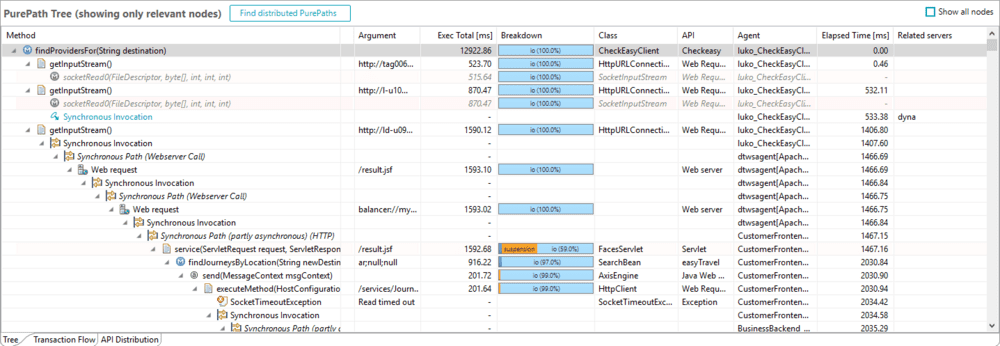 PurePath Tree (showing only relevant nodes) Find distributed PurePaths Show all nodes
Method Argument Exec Total [ms] Breakdown Class API Agent Elapsed Time [ms] Related servers
findProvidersFor(String destination) 12922.86 io (100.0%) CheckEasyClient Checkeasy luko_CheckEasyCl... 0.00
getInputStream() http://tag006... 523.70 io (100.0%) HttpURLConnecti... Web Requ... luko_CheckEasyCl... 0.46
socketRead0(FileDescriptor, byte[], int, int, int) 515.64 io (100.0%) SocketInputStream Web Requ... luko_CheckEasyCl... -
getInputStream() http://l-u10... 870.47 io (100.0%) HttpURLConnecti... Web Requ... luko_CheckEasyCl... 532.11
socketRead0(FileDescriptor, byte[], int, int, int) 870.47 io (100.0%) SocketInputStream Web Requ... luko_CheckEasyCl... -
Synchronous Invocation - luko_CheckEasyCl... 533.38 dyna
getInputStream() http://ld-u09... 1590.12 io (100.0%) HttpURLConnecti... Web Requ... luko_CheckEasyCl... 1406.80
Synchronous Invocation - luko_CheckEasyCl... 1407.60
Synchronous Path (Webserver Call) - dtwsagent[Apach... 1466.69
Web request /result.jsf 1593.10 io (100.0%) Web server dtwsagent[Apach... 1466.69
Synchronous Invocation - dtwsagent[Apach... 1466.84
Synchronous Path (Webserver Call) - dtwsagent[Apach... 1466.75
Web request balancer://my... 1593.02 io (100.0%) Web server dtwsagent[Apach... 1466.75
Synchronous Invocation - dtwsagent[Apach... 1466.84
Synchronous Path (partly asynchronous) (HTTP) - CustomerFronten... 1467.15
service(ServletRequest request, ServletRespon /result.jsf 1592.68 suspension io (59.0%) FacesServlet Servlet CustomerFronten... 1467.16
findJourneysByLocation(String newDestina ar;null;null 916.22 io (97.0%) SearchBean easyTravel CustomerFronten... 2030.84
send(MessageContext msgContext) 201.72 io (99.0%) AxisEngine Java Web ... CustomerFronten... 2030.90
executeMethod(HostConfiguration /services/Journ... 201.64 io (99.0%) HttpClient Web Requ... CustomerFronten... 2030.94
SocketTimeoutException Read timed out - SocketTimeoutEx... Exception CustomerFronten... 2034.42
Synchronous Invocation - CustomerFronten... 2034.58
Synchronous Path (partly a - BusinessBackend_... 2035.29
Tree Transaction Flow API Distribution